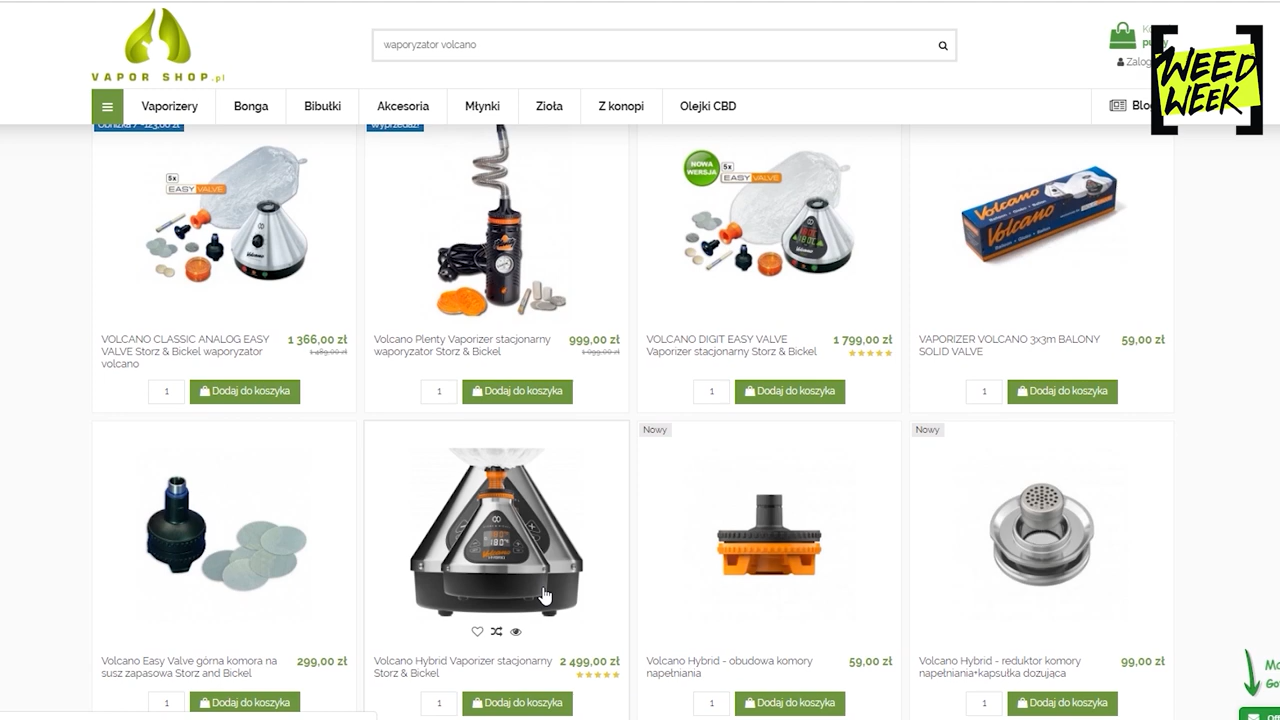 VAPOR SHOP.pl
waporyzator volcano
Zalog
WEED
WEEK
Vaporizery
Bonga
Bibułki
Akcesoria
Młynki
Zioła
Z konopi
Olejki CBD
Blo
5x
EASY VALVE
NOWA
WERSJA
5x
EASY VALVE
Volcano
Volcano
VOLCANO CLASSIC ANALOG EASY
VALVE Storz & Bickel waporyzator
volcano
1 366,00 zł
1 489,00 zł
Volcano Plenty Vaporizer stacjonarny
waporyzator Storz & Bickel
999,00 zł
1 099,00 zł
VOLCANO DIGIT EASY VALVE
Vaporizer stacjonarny Storz & Bickel
1 799,00 zł
VAPORIZER VOLCANO 3x3m BALONY
SOLID VALVE
59,00 zł
1
Dodaj do koszyka
1
Dodaj do koszyka
1
Dodaj do koszyka
1
Dodaj do koszyka
Nowy
Nowy
Volcano Easy Valve górna komora na
susz zapasowa Storz and Bickel
299,00 zł
Volcano Hybrid Vaporizer stacjonarny
Storz & Bickel
2 499,00 zł
Volcano Hybrid - obudowa komory
napełniania
59,00 zł
Volcano Hybrid - reduktor komory
napełniania+kapsułka dozująca
99,00 zł
1
Dodaj do koszyka
1
Dodaj do koszyka
1
Dodaj do koszyka
1
Dodaj do koszyka